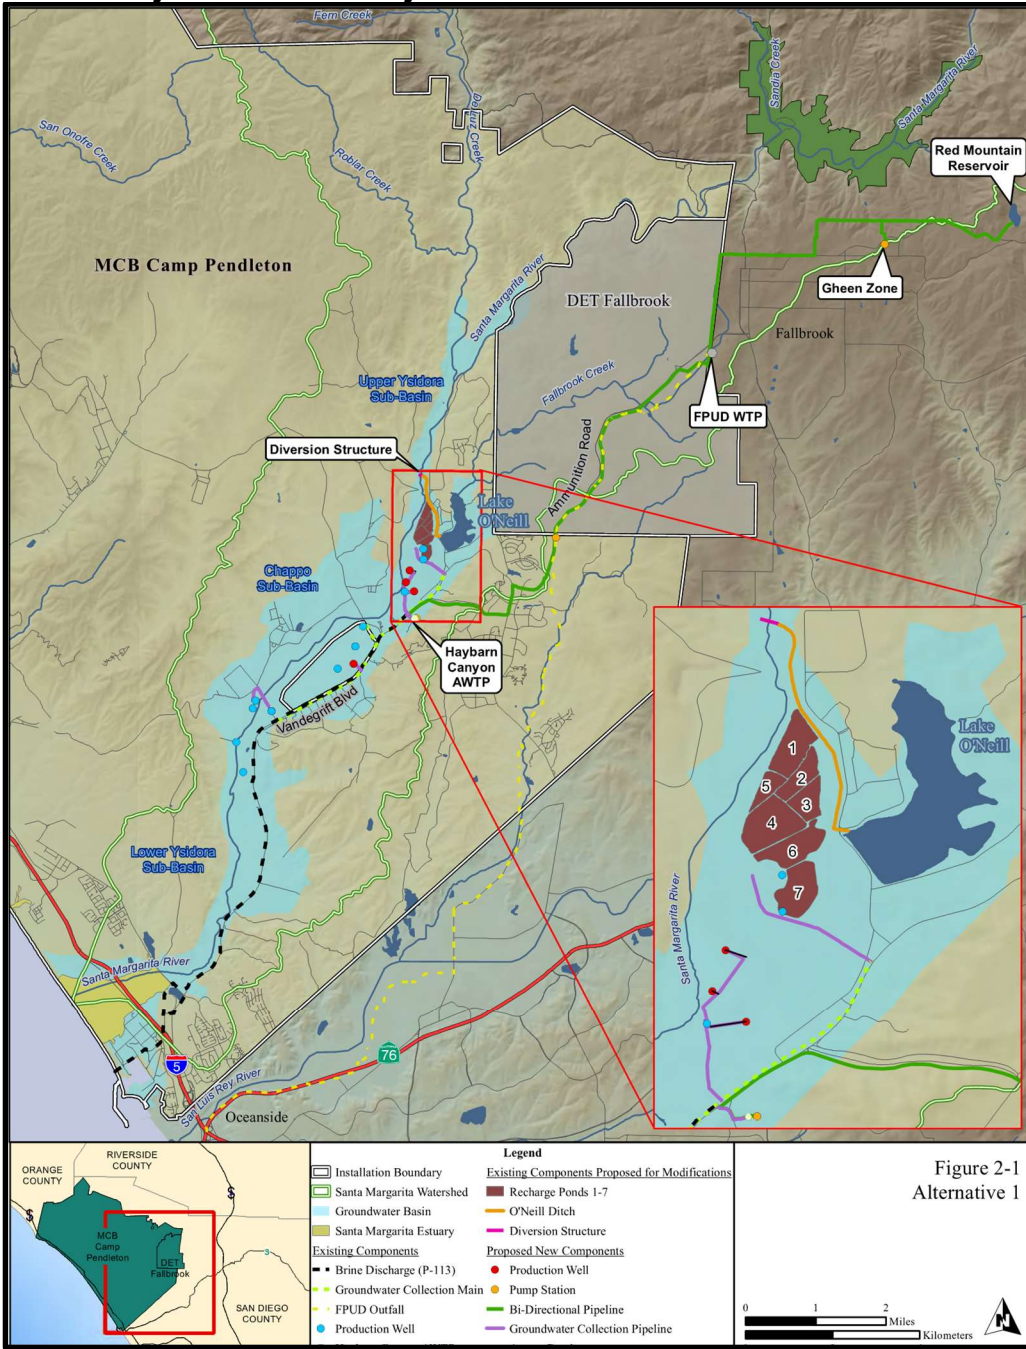 Fern Creek
De Luz Creek
Sandia Creek
Santa Margarita River
San Onofre Creek
Roblar Creek
Red Mountain
Reservoir
MCB Camp Pendleton
Santa Margarita River
DET Fallbrook
Gheen Zone
Fallbrook
Upper Ysidora
Sub-Basin
Fallbrook Creek
FPUD WTP
Diversion Structure
Ammunition Road
Lake
O'Neill
Chappo
Sub-Basin
Haybarn
Canyon
AWTP
Vandegrift Blvd
Lake
O'Neill
1
2
5
3
4
6
7
Santa Margarita River
Lower Ysidora
Sub-Basin
Santa Margarita River
5
76
San Luis Rey River
Oceanside
RIVERSIDE
COUNTY
ORANGE
COUNTY
MCB
Camp
Pendleton
DET
Fallbrook
SAN DIEGO
COUNTY
Legend
Installation Boundary
Santa Margarita Watershed
Groundwater Basin
Santa Margarita Estuary
Existing Components
Brine Discharge (P-113)
Groundwater Collection Main
FPUD Outfall
Production Well
Existing Components Proposed for Modifications
Recharge Ponds 1-7
O'Neill Ditch
Diversion Structure
Proposed New Components
Production Well
Pump Station
Bi-Directional Pipeline
Groundwater Collection Pipeline
Figure 2-1
Alternative 1
0 1 2
Miles
Kilometers
N